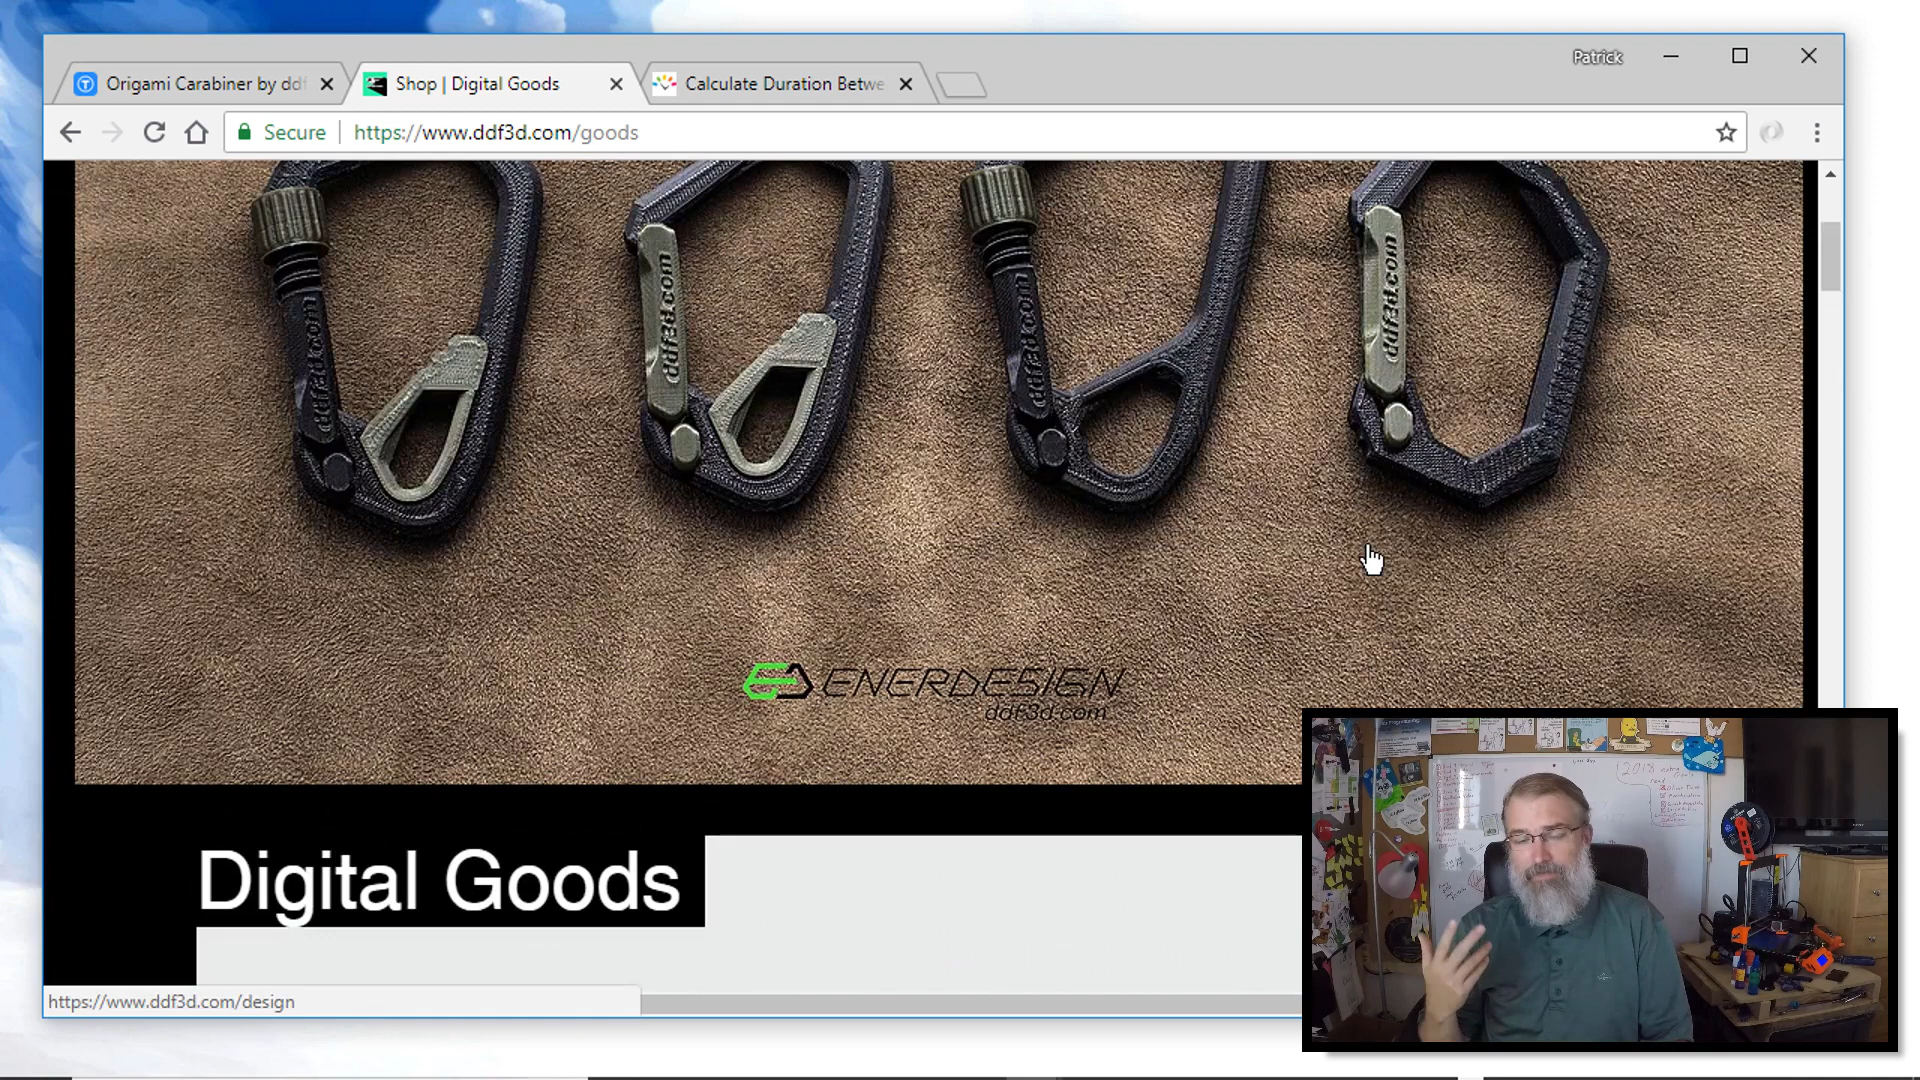 Patrick
Origami Carabiner by ddf
Shop | Digital Goods
Calculate Duration Betwe
Secure
https://www.ddf3d.com/goods
ddf3d.com
ddf3d.com
ddf3d.com
ddf3d.com
ENERDESIGN
ddf3d.com
Digital Goods
https://www.ddf3d.com/design
2018